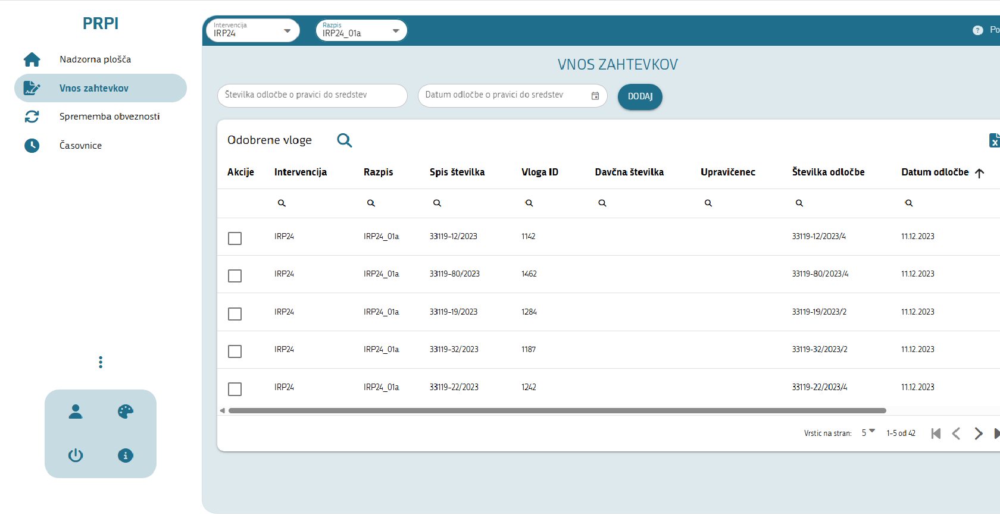 PRPI
Nadzorna plošča
Vnos zahtevkov
Sprememba obveznosti
Časovnice
Intervencija
IRP24
Razpis
IRP24_01a
? Po
VNOS ZAHTEVKOV
Številka odločbe o pravici do sredstev
Datum odločbe o pravici do sredstev
DODAJ
Odobrene vloge
Akcije Intervencija Razpis Spis številka Vloga ID Davčna številka Upravičenec Številka odločbe Datum odločbe
IRP24 IRP24_01a 33119-12/2023 1142 33119-12/2023/4 11.12.2023
IRP24 IRP24_01a 33119-80/2023 1462 33119-80/2023/4 11.12.2023
IRP24 IRP24_01a 33119-19/2023 1284 33119-19/2023/2 11.12.2023
IRP24 IRP24_01a 33119-32/2023 1187 33119-32/2023/2 11.12.2023
IRP24 IRP24_01a 33119-22/2023 1242 33119-22/2023/4 11.12.2023
Vrstic na stran: 5 1-5 od 42